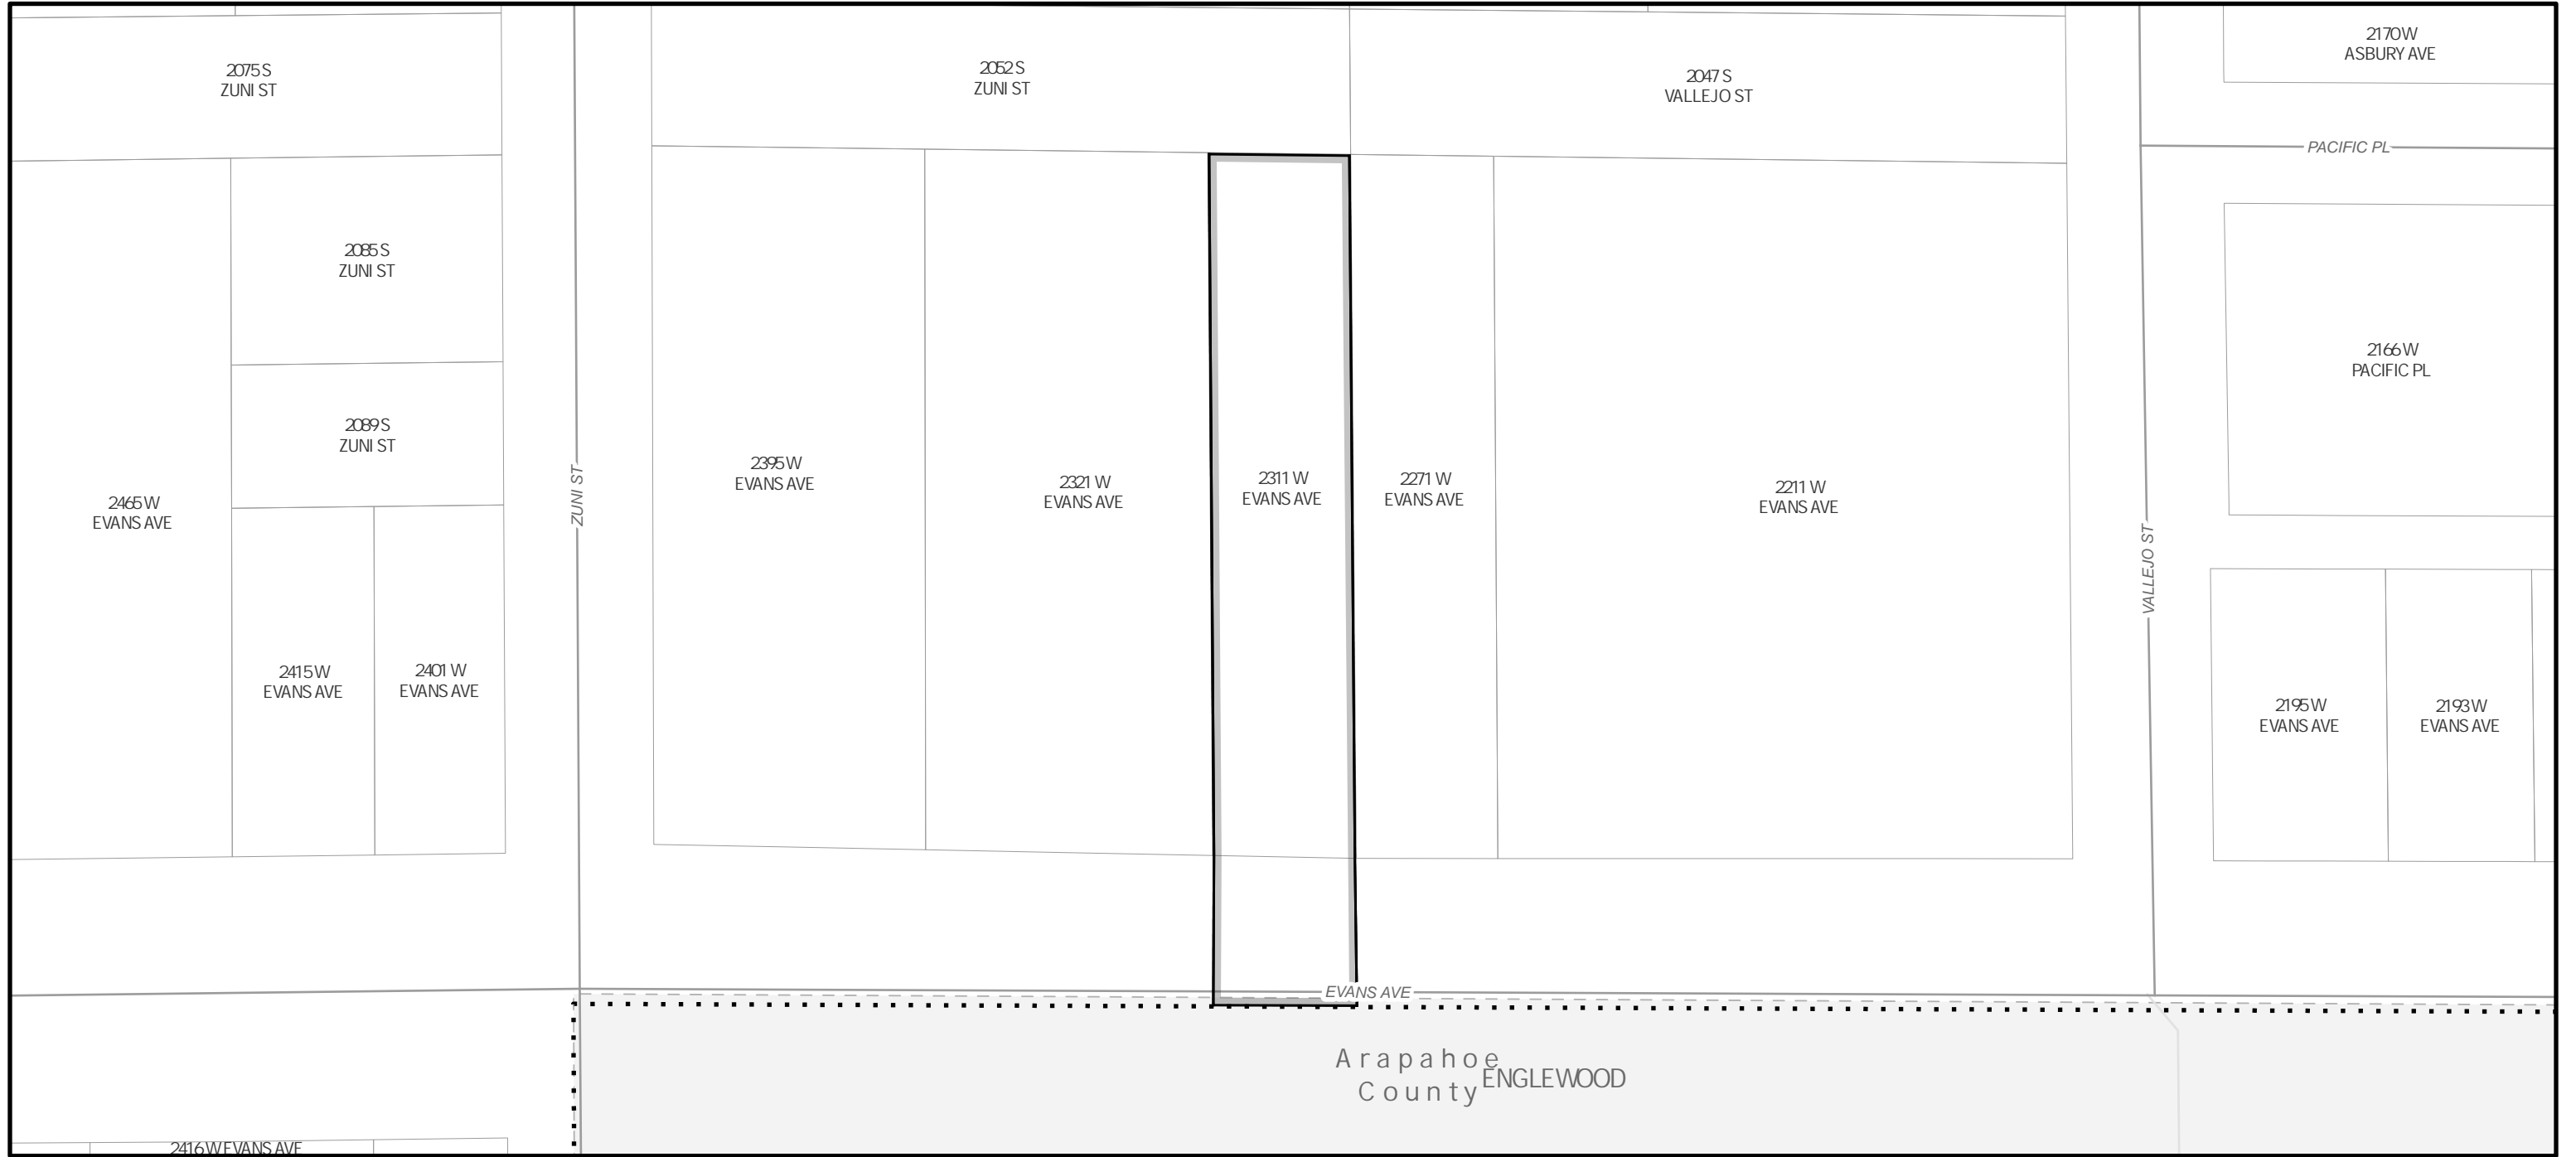 2075 S
ZUNI ST
2052 S
ZUNI ST
2047 S
VALLEJO ST
2170 W
ASBURY AVE
PACIFIC PL
2085 S
ZUNI ST
2166 W
PACIFIC PL
2089 S
ZUNI ST
2465 W
EVANS AVE
ZUNI ST
2395 W
EVANS AVE
2321 W
EVANS AVE
2311 W
EVANS AVE
2271 W
EVANS AVE
2211 W
EVANS AVE
VALLEJO ST
2415 W
EVANS AVE
2401 W
EVANS AVE
2195 W
EVANS AVE
2193 W
EVANS AVE
EVANS AVE
Arapahoe
County
ENGLEWOOD
2416 W EVANS AVE